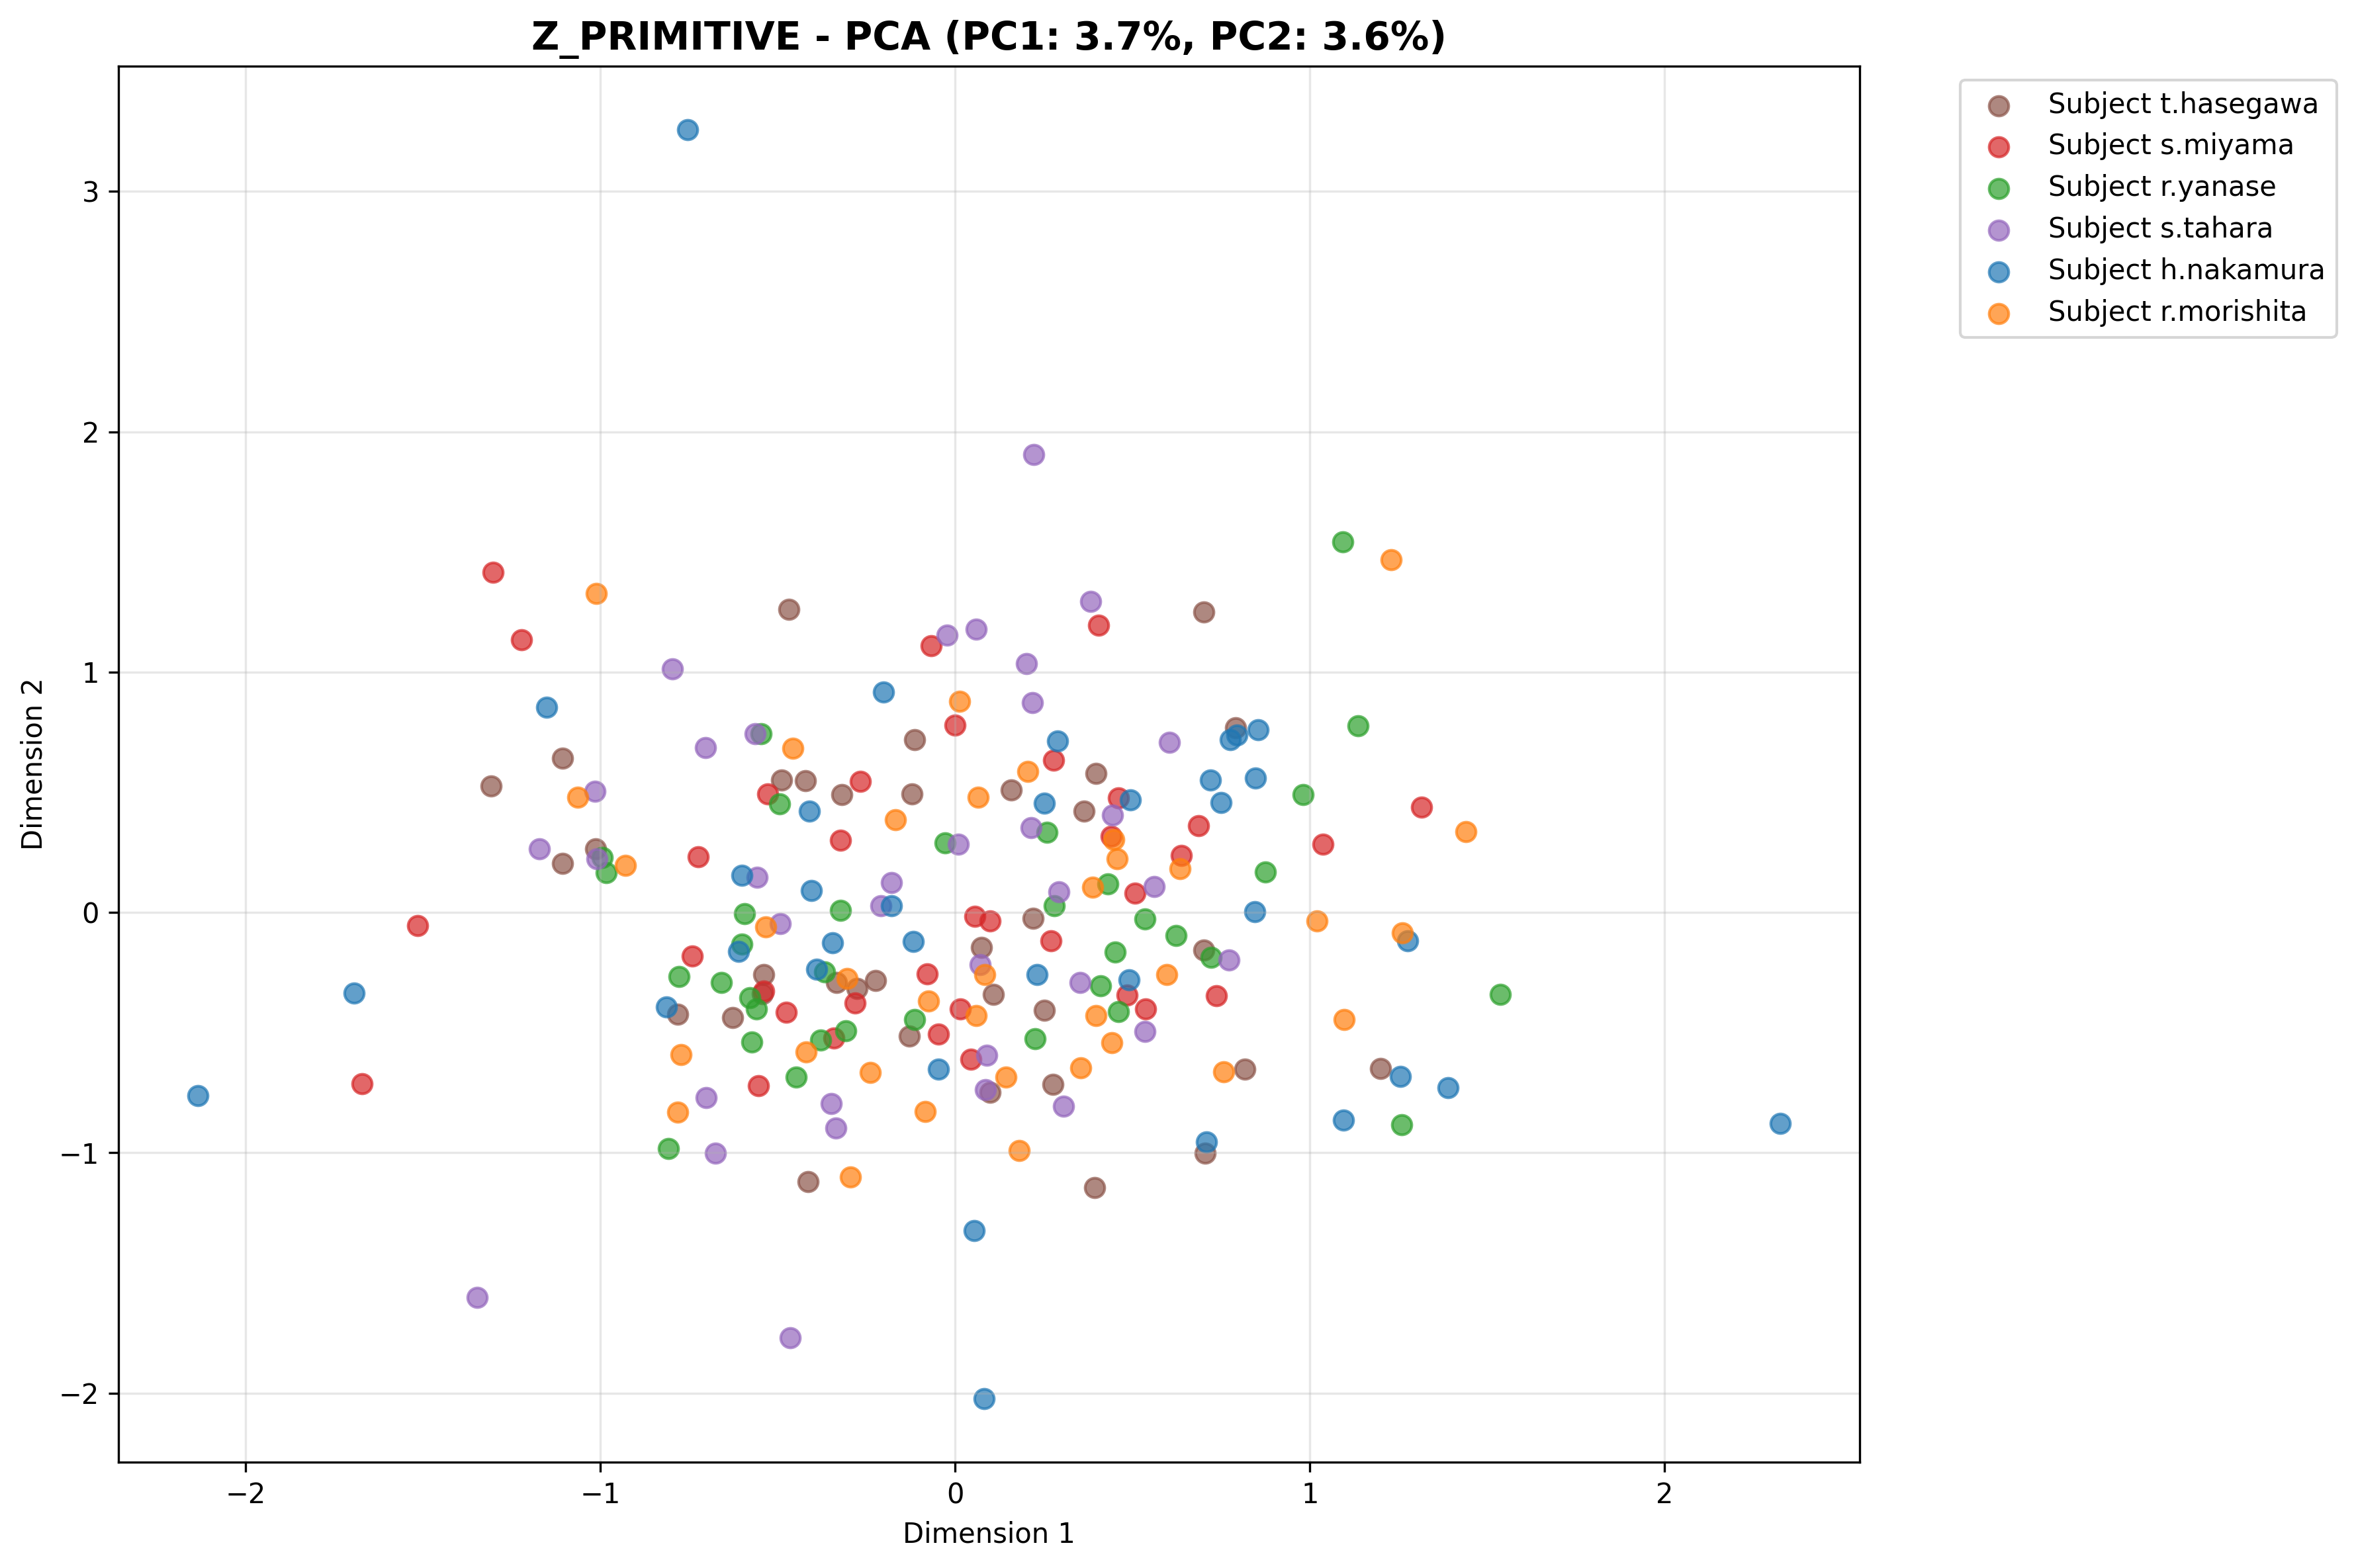 Z_PRIMITIVE - PCA (PC1: 3.7%, PC2: 3.6%)
Subject t.hasegawa
Subject s.miyama
Subject r.yanase
Subject s.tahara
Subject h.nakamura
Subject r.morishita
Dimension 2
3
2
1
0
−1
−2
−2
−1
0
1
2
Dimension 1